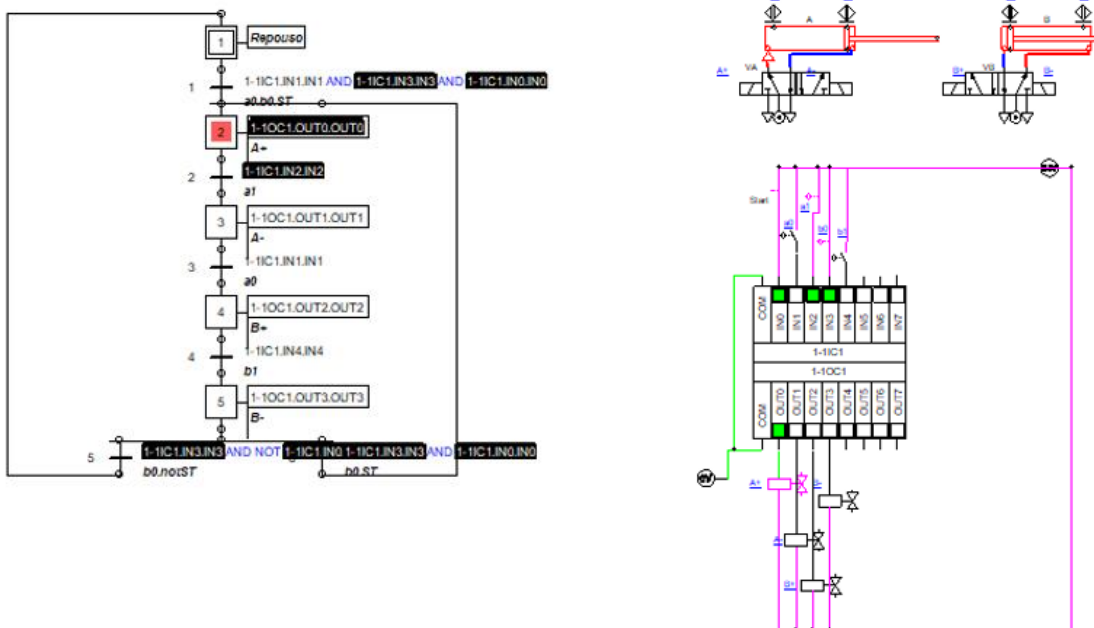 1 Repouso
1 1-1IC1.IN1.IN1 AND 1-1IC1.IN3.IN3 AND 1-1IC1.IN0.IN0
a0.b0.ST
2 1-1OC1.OUT0.OUT0
A+
2 1-1IC1.IN2.IN2
a1
3 1-1OC1.OUT1.OUT1
A-
3 1-1IC1.IN1.IN1
a0
4 1-1OC1.OUT2.OUT2
B+
4 1-1IC1.IN4.IN4
b1
5 1-1OC1.OUT3.OUT3
B-
5 1-1IC1.IN3.IN3 AND NOT 1-1IC1.IN0 1-1IC1.IN3.IN3 AND 1-1IC1.IN0.IN0
b0.notST
b0.ST
A
B
A+ VA
B+ VB B-
Start
a1
COM IN0 IN1 IN2 IN3 IN4 IN5 IN6 IN7
1-1IC1
1-1OC1
COM OUT0 OUT1 OUT2 OUT3 OUT4 OUT5 OUT6 OUT7
A+
B-
A-
B+